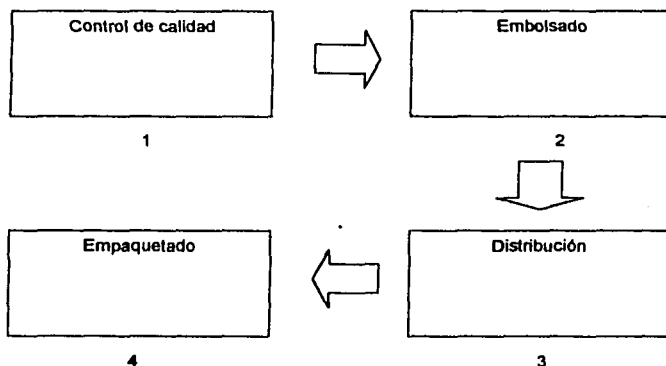 Control de calidad
Embolsado
1
2
Empaquetado
Distribución
4
3